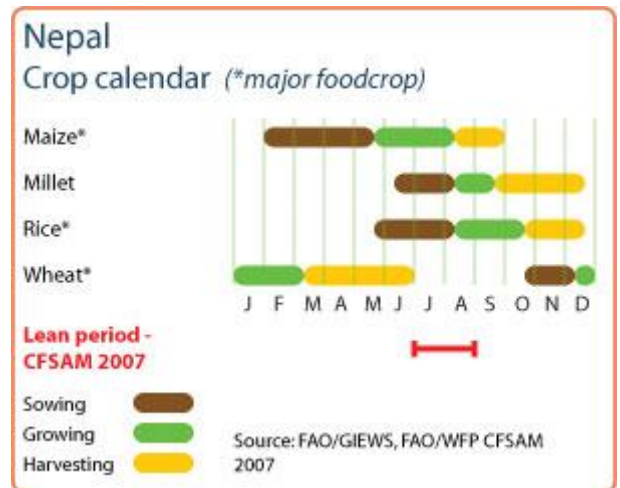 Nepal
Crop calendar (*major foodcrop)
Maize*
Millet
Rice*
Wheat*
J F M A M J J A S O N D
Lean period -
CFSAM 2007
Sowing
Growing
Harvesting
Source: FAO/GIEWS, FAO/WFP CFSAM
2007